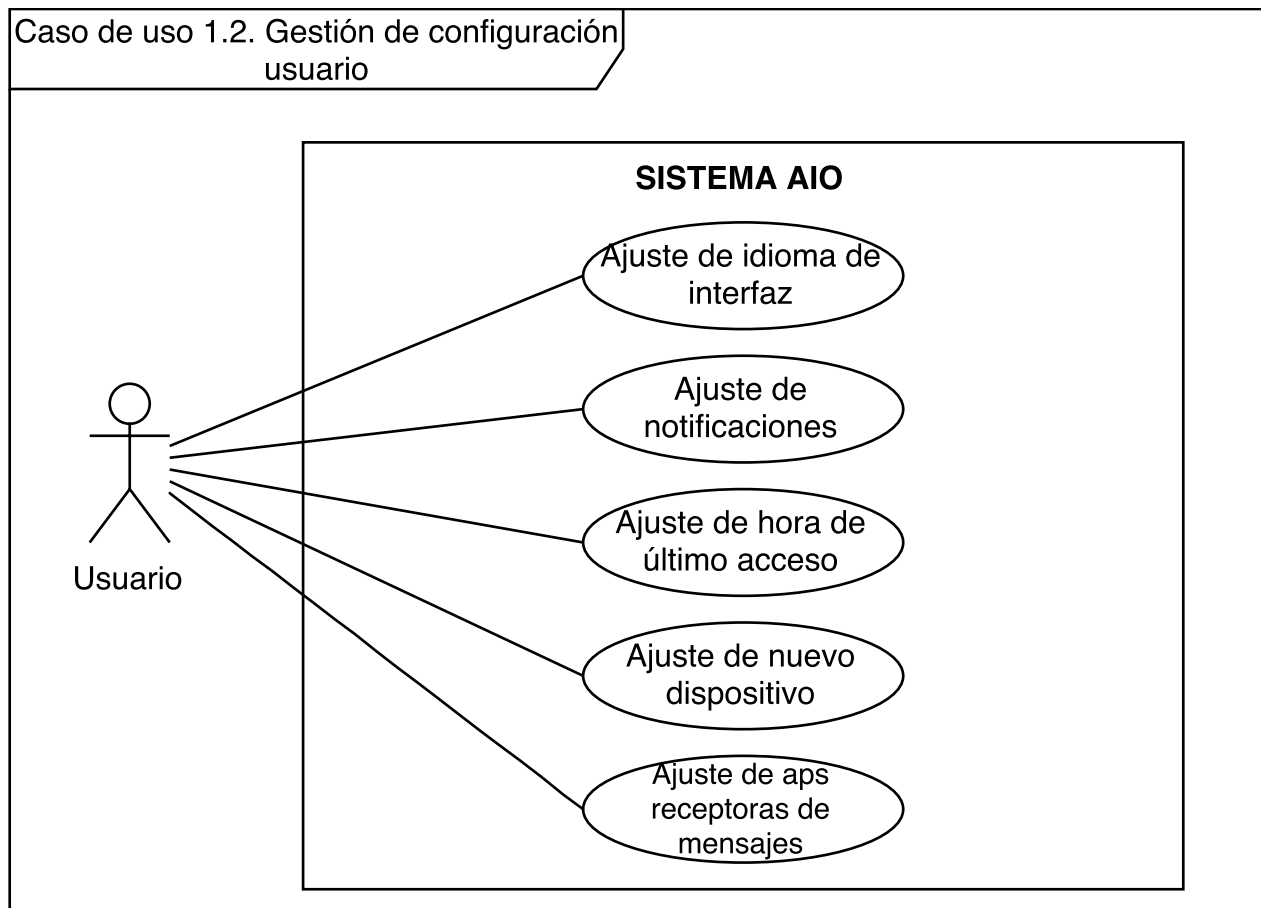 Caso de uso 1.2. Gestión de configuración
usuario
SISTEMA AIO
Ajuste de idioma de
interfaz
Ajuste de
notificaciones
Ajuste de hora de
último acceso
Usuario
Ajuste de nuevo
dispositivo
Ajuste de aps
receptoras de
mensajes